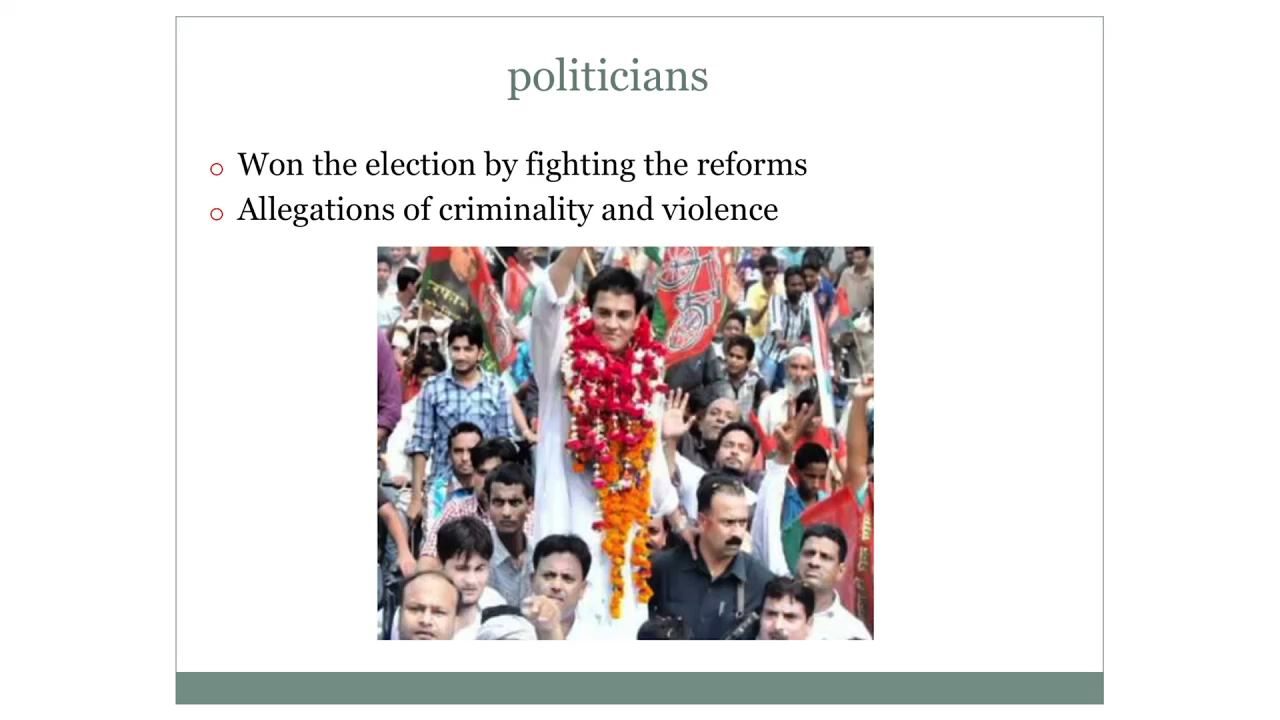 politicians
Won the election by fighting the reforms
Allegations of criminality and violence